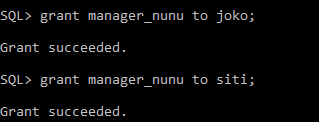 SQL> grant manager_nunu to joko;
Grant succeeded.
SQL> grant manager_nunu to siti;
Grant succeeded.